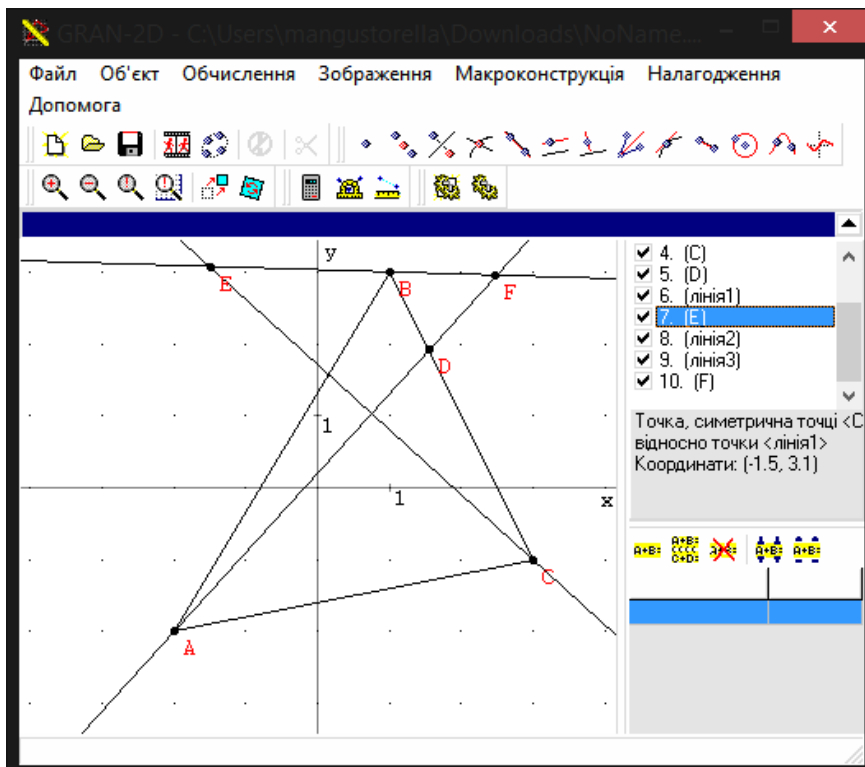 GRAN-2D - C:\Users\mangustorella\Downloads\NoName....
Файл Об'єкт Обчислення Зображення Макроконструкція Налагодження
Допомога
4. (C)
5. (D)
6. (лінія1)
7. (E)
8. (лінія2)
9. (лінія3)
10. (F)
Точка, симетрична точці <C
відносно точки <лінія1>
Координати: (-1.5, 3.1)
A+B=
A+B=
CCCC
C+D=
A+B=
A+B=
A+B=
y
E
B
F
D
1
1
x
C
A